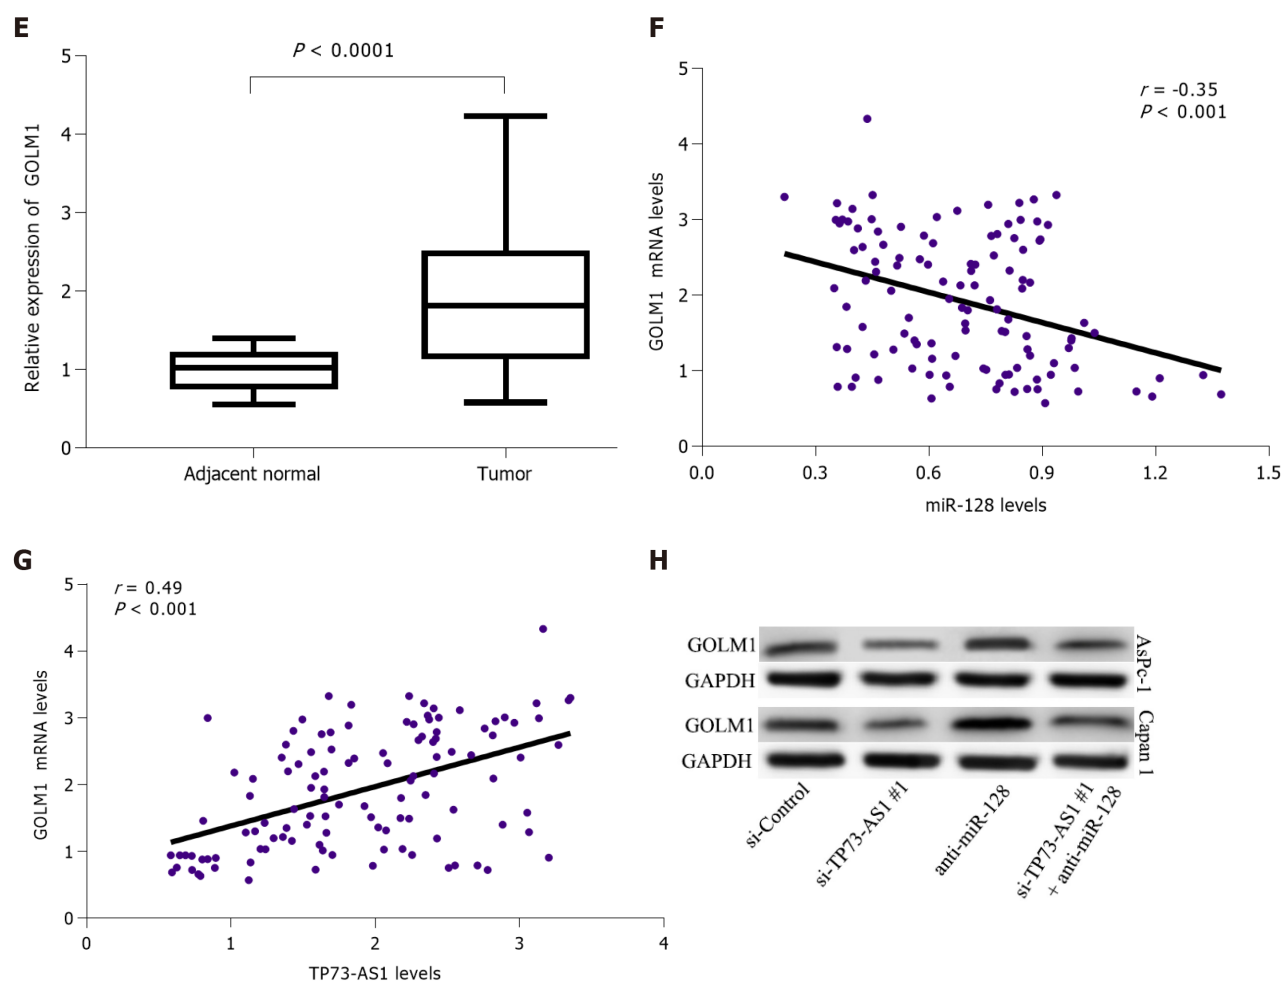 E
P < 0.0001
5
4
3
2
1
0
Relative expression of GOLM1
Adjacent normal
Tumor
F
r = -0.35
P < 0.001
5
4
3
2
1
0
GOLM1 mRNA levels
0.0
0.3
0.6
0.9
1.2
1.5
miR-128 levels
G
r = 0.49
P < 0.001
5
4
3
2
1
0
GOLM1 mRNA levels
0
1
2
3
4
TP73-AS1 levels
H
GOLM1
GAPDH
AsPc-1
GOLM1
GAPDH
Capan 1
si-Control
si-TP73-AS1 #1
anti-miR-128
si-TP73-AS1 #1
+ anti-miR-128